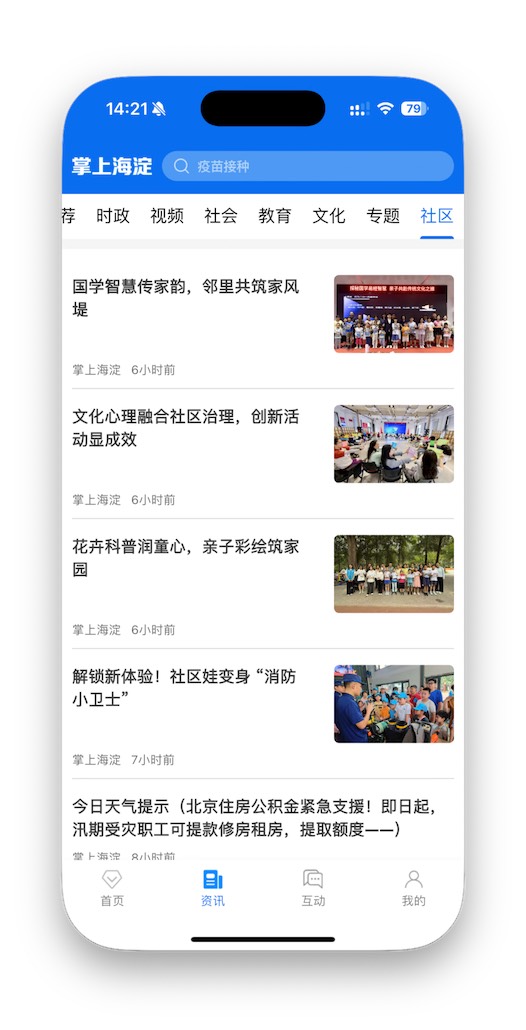 14:21
79
掌上海淀
疫苗接种
荐 时政 视频 社会 教育 文化 专题 社区
国学智慧传家韵，邻里共筑家风
堤
掌上海淀 6小时前
文化心理融合社区治理，创新活
动显成效
掌上海淀 6小时前
花卉科普润童心，亲子彩绘筑家
园
掌上海淀 6小时前
解锁新体验！社区娃变身“消防
小卫士”
掌上海淀 7小时前
今日天气提示（北京住房公积金紧急支援！即日起，
汛期受灾职工可提款修房租房，提取额度——）
掌上海淀 8小时前
首页 资讯 互动 我的